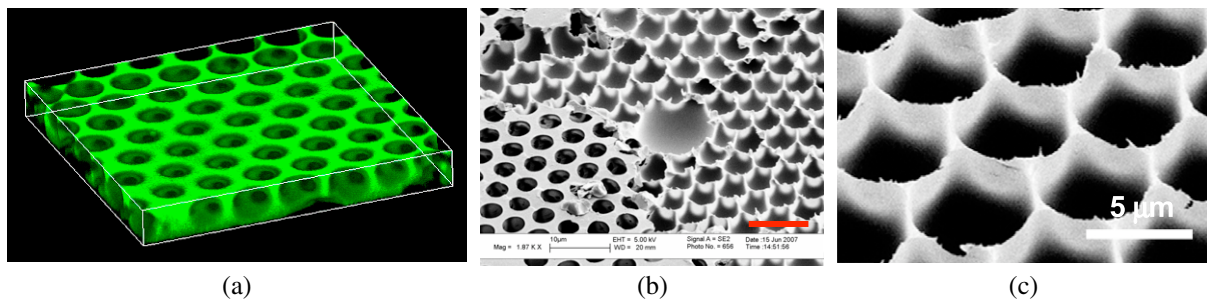 5 μm
10μm
Mag = 1.87 K X
EHT = 5.00 kV
WD = 20 mm
Signal A = SE2
Photo No. = 656
Date :15 Jun 2007
Time :14:51:56
(a)
(b)
(c)